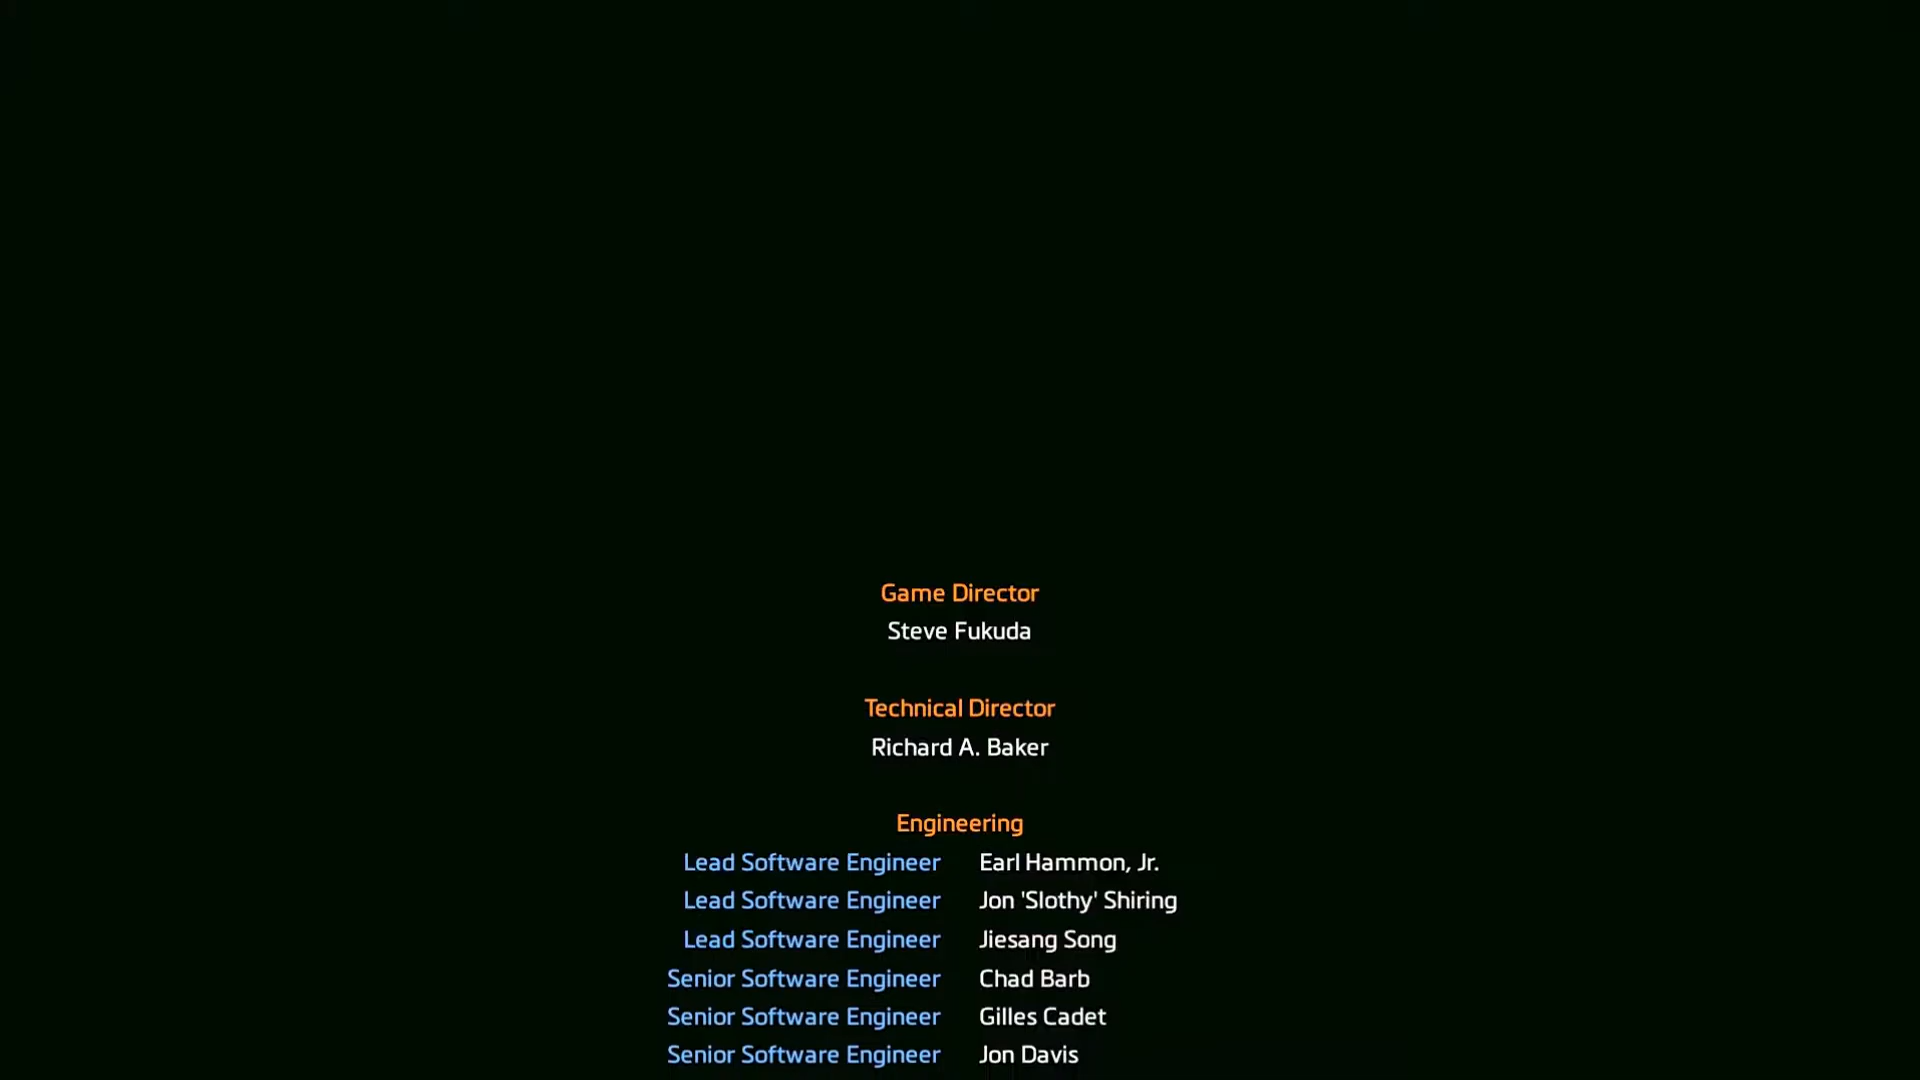 Game Director
Steve Fukuda
Technical Director
Richard A. Baker
Engineering
Lead Software Engineer Earl Hammon, Jr.
Lead Software Engineer Jon 'Slothy' Shiring
Lead Software Engineer Jiesang Song
Senior Software Engineer Chad Barb
Senior Software Engineer Gilles Cadet
Senior Software Engineer Jon Davis